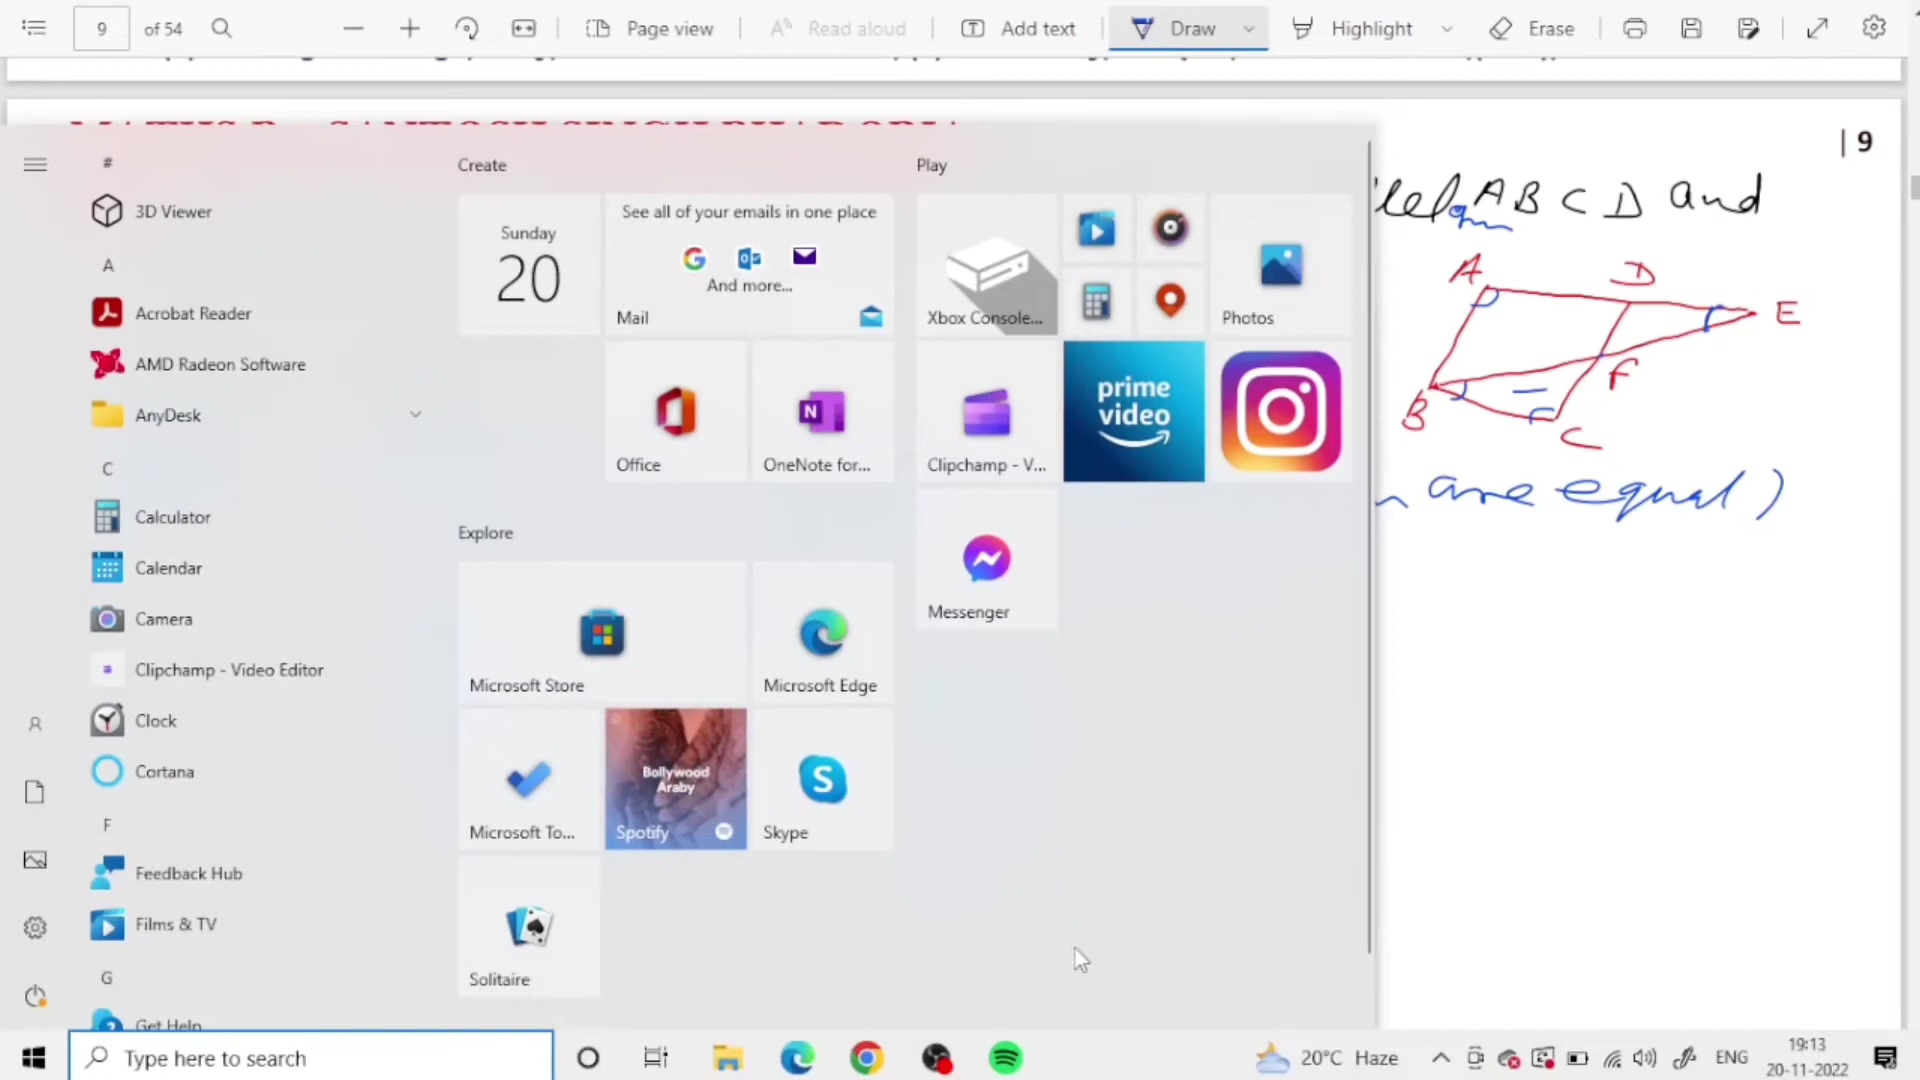 9
of 54
Page view
Read aloud
Add text
Draw
Highlight
Erase
| 9
#
3D Viewer
A
Acrobat Reader
AMD Radeon Software
AnyDesk
C
Calculator
Calendar
Camera
Clipchamp - Video Editor
Clock
Cortana
F
Feedback Hub
Films & TV
G
Get Help
Create
Sunday
20
See all of your emails in one place
And more...
Mail
Office
OneNote for...
Explore
Microsoft Store
Microsoft Edge
Microsoft To...
Bollywood
Araby
Spotify
Skype
Solitaire
Play
Xbox Console...
Photos
Clipchamp - V...
prime
video
Messenger
ABCD and
A
D
E
F
B
C
are equal)
Type here to search
20°C Haze
ENG
19:13
20-11-2022